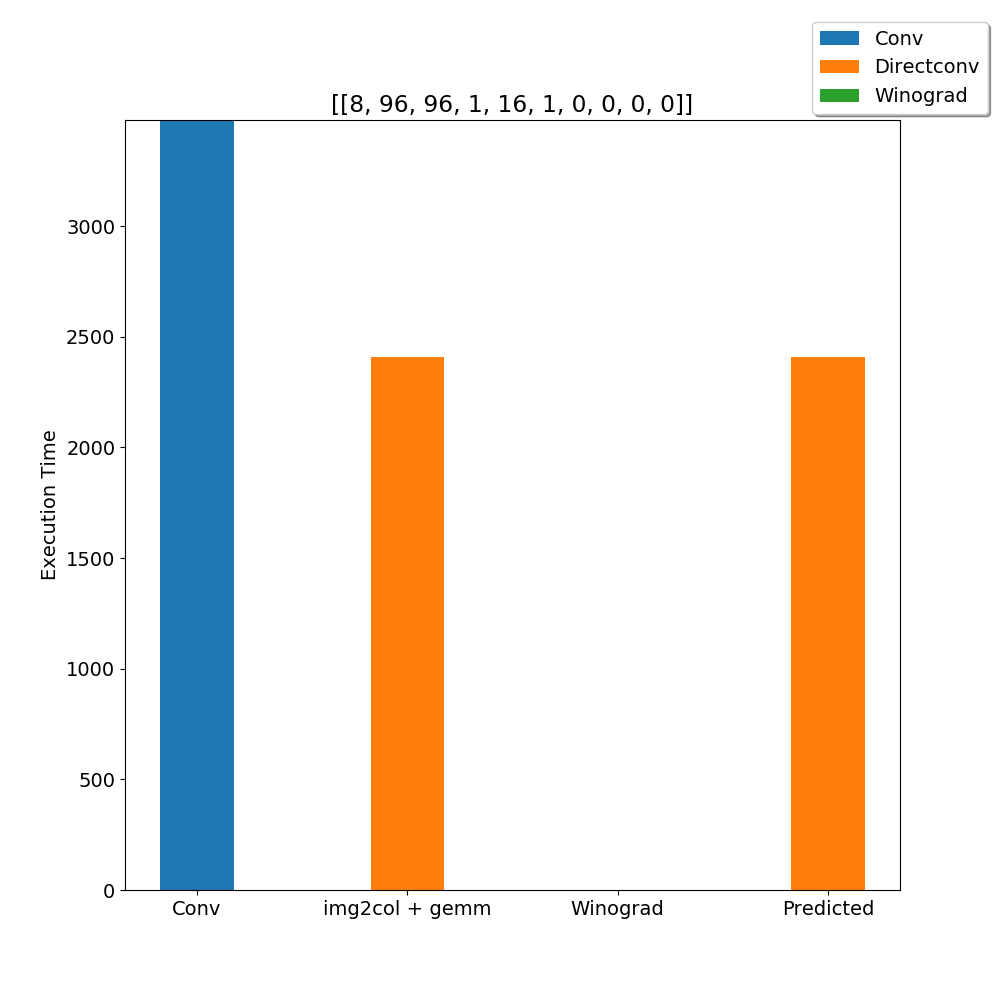 Conv
Directconv
Winograd
[[8, 96, 96, 1, 16, 1, 0, 0, 0, 0]]
3000
2500
2000
1500
1000
500
0
Execution Time
Conv
img2col + gemm
Winograd
Predicted